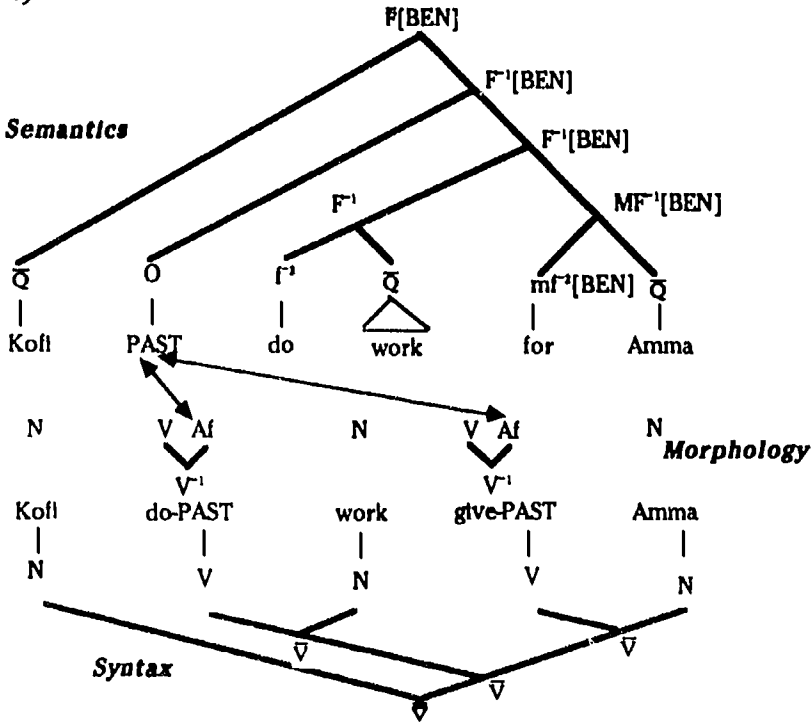 F̿[BEN]
F⁻¹[BEN]
Semantics
F⁻¹[BEN]
F⁻¹ MF⁻¹[BEN]
Q̅ O f⁻² Q̅ mf⁻²[BEN] Q̅
Kofi PAST do work for Amma
N V Af N V Af N
Morphology
V⁻¹ V⁻¹
Kofi do-PAST work give-PAST Amma
N V N V N
V̅ V̅
Syntax V̅
V̿